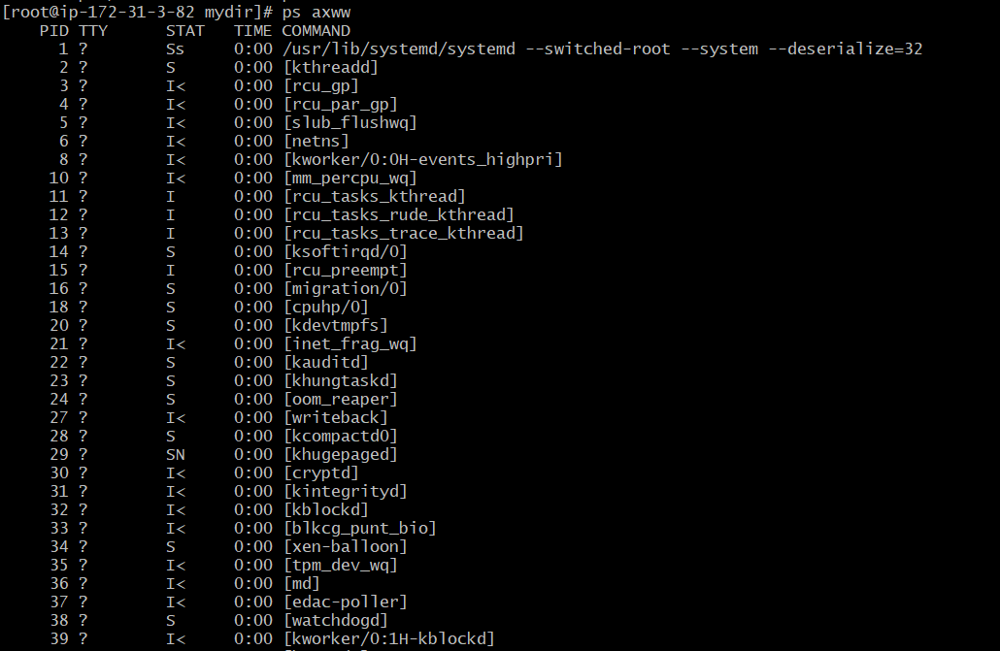 [root@ip-172-31-3-82 mydir]# ps axww
PID TTY STAT TIME COMMAND
1 ? Ss 0:00 /usr/lib/systemd/systemd --switched-root --system --deserialize=32
2 ? S 0:00 [kthreadd]
3 ? I< 0:00 [rcu_gp]
4 ? I< 0:00 [rcu_par_gp]
5 ? I< 0:00 [slub_flushwq]
6 ? I< 0:00 [netns]
8 ? I< 0:00 [kworker/0:0H-events_highpri]
10 ? I< 0:00 [mm_percpu_wq]
11 ? I 0:00 [rcu_tasks_kthread]
12 ? I 0:00 [rcu_tasks_rude_kthread]
13 ? I 0:00 [rcu_tasks_trace_kthread]
14 ? S 0:00 [ksoftirqd/0]
15 ? I 0:00 [rcu_preempt]
16 ? S 0:00 [migration/0]
18 ? S 0:00 [cpuhp/0]
20 ? S 0:00 [kdevtmpfs]
21 ? I< 0:00 [inet_frag_wq]
22 ? S 0:00 [kauditd]
23 ? S 0:00 [khungtaskd]
24 ? S 0:00 [oom_reaper]
27 ? I< 0:00 [writeback]
28 ? S 0:00 [kcompactd0]
29 ? SN 0:00 [khugepaged]
30 ? I< 0:00 [cryptd]
31 ? I< 0:00 [kintegrityd]
32 ? I< 0:00 [kblockd]
33 ? I< 0:00 [blkcg_punt_bio]
34 ? S 0:00 [xen-balloon]
35 ? I< 0:00 [tpm_dev_wq]
36 ? I< 0:00 [md]
37 ? I< 0:00 [edac-poller]
38 ? S 0:00 [watchdogd]
39 ? I< 0:00 [kworker/0:1H-kblockd]